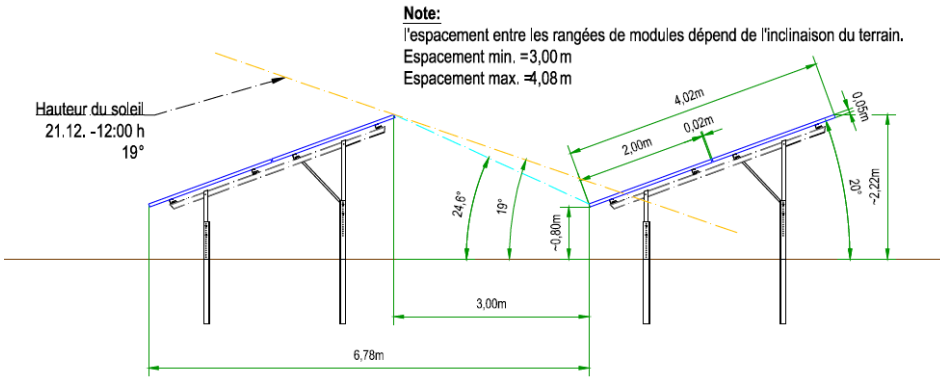 Note:
l'espacement entre les rangées de modules dépend de l'inclinaison du terrain.
Espacement min. =3,00 m
Espacement max. =4,08 m
Hauteur du soleil
21.12. -12:00 h
19°
4,02m
0,05m
0,02m
2,00m
24,6°
19°
~0,80m
20°
~2,22m
3,00m
6,78m